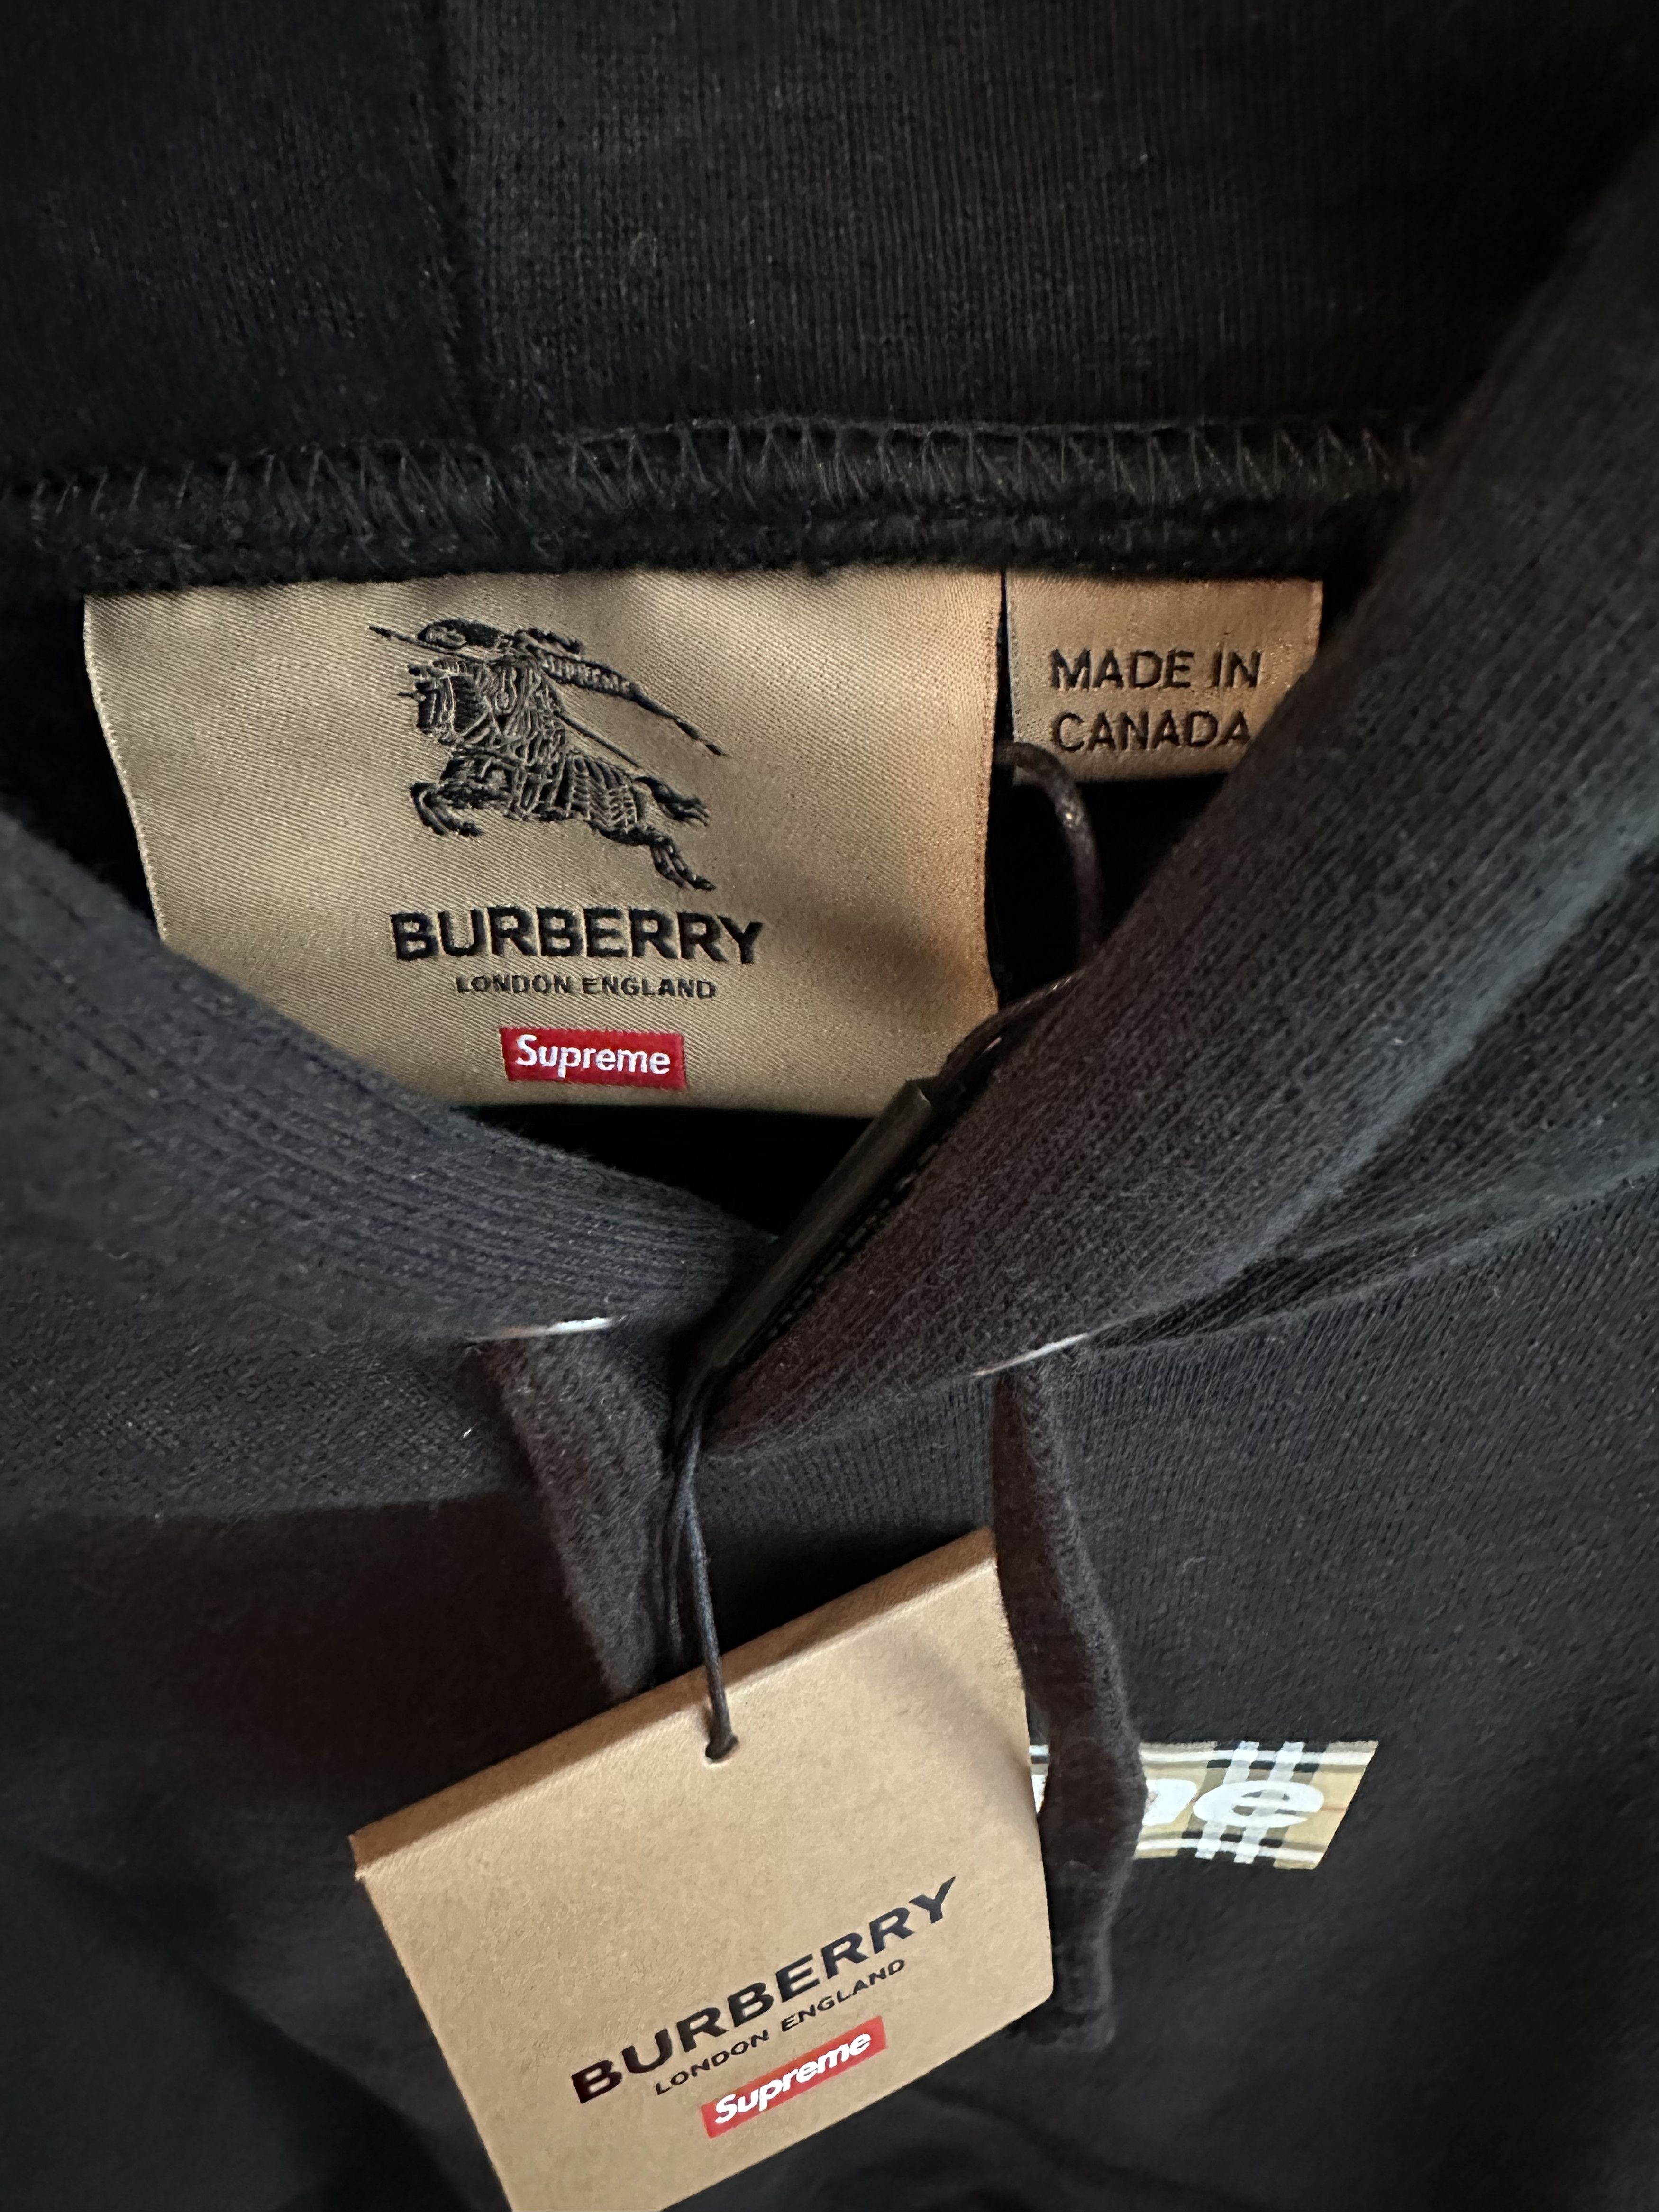 MADE IN
CANADA
BURBERRY
LONDON ENGLAND
Supreme
BURBERRY
LONDON ENGLAND
Supreme